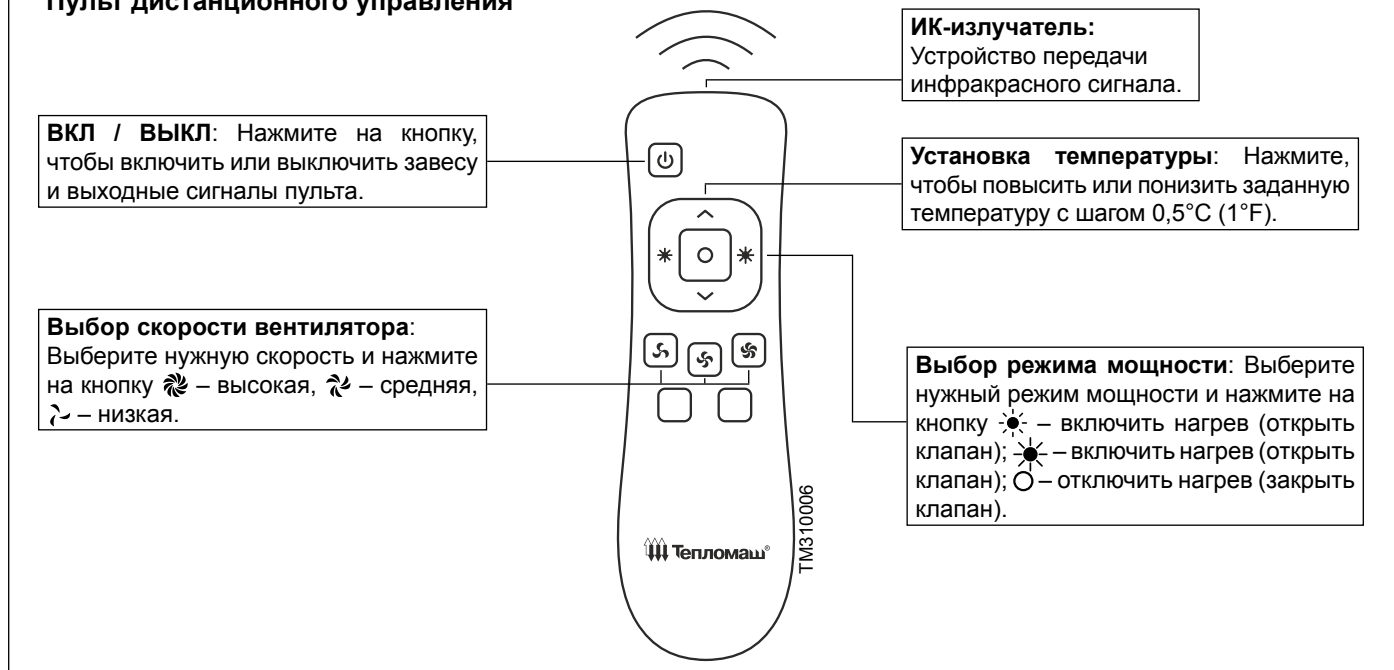 Пульт дистанционного управления
ИК-излучатель:
Устройство передачи
инфракрасного сигнала.
ВКЛ / ВЫКЛ: Нажмите на кнопку,
чтобы включить или выключить завесу
и выходные сигналы пульта.
Установка температуры: Нажмите,
чтобы повысить или понизить заданную
температуру с шагом 0,5°C (1°F).
Выбор скорости вентилятора:
Выберите нужную скорость и нажмите
на кнопку – высокая, – средняя,
– низкая.
Выбор режима мощности: Выберите
нужный режим мощности и нажмите на
кнопку – включить нагрев (открыть
клапан); – включить нагрев (открыть
клапан); – отключить нагрев (закрыть
клапан).
TM310006
Тепломаш®